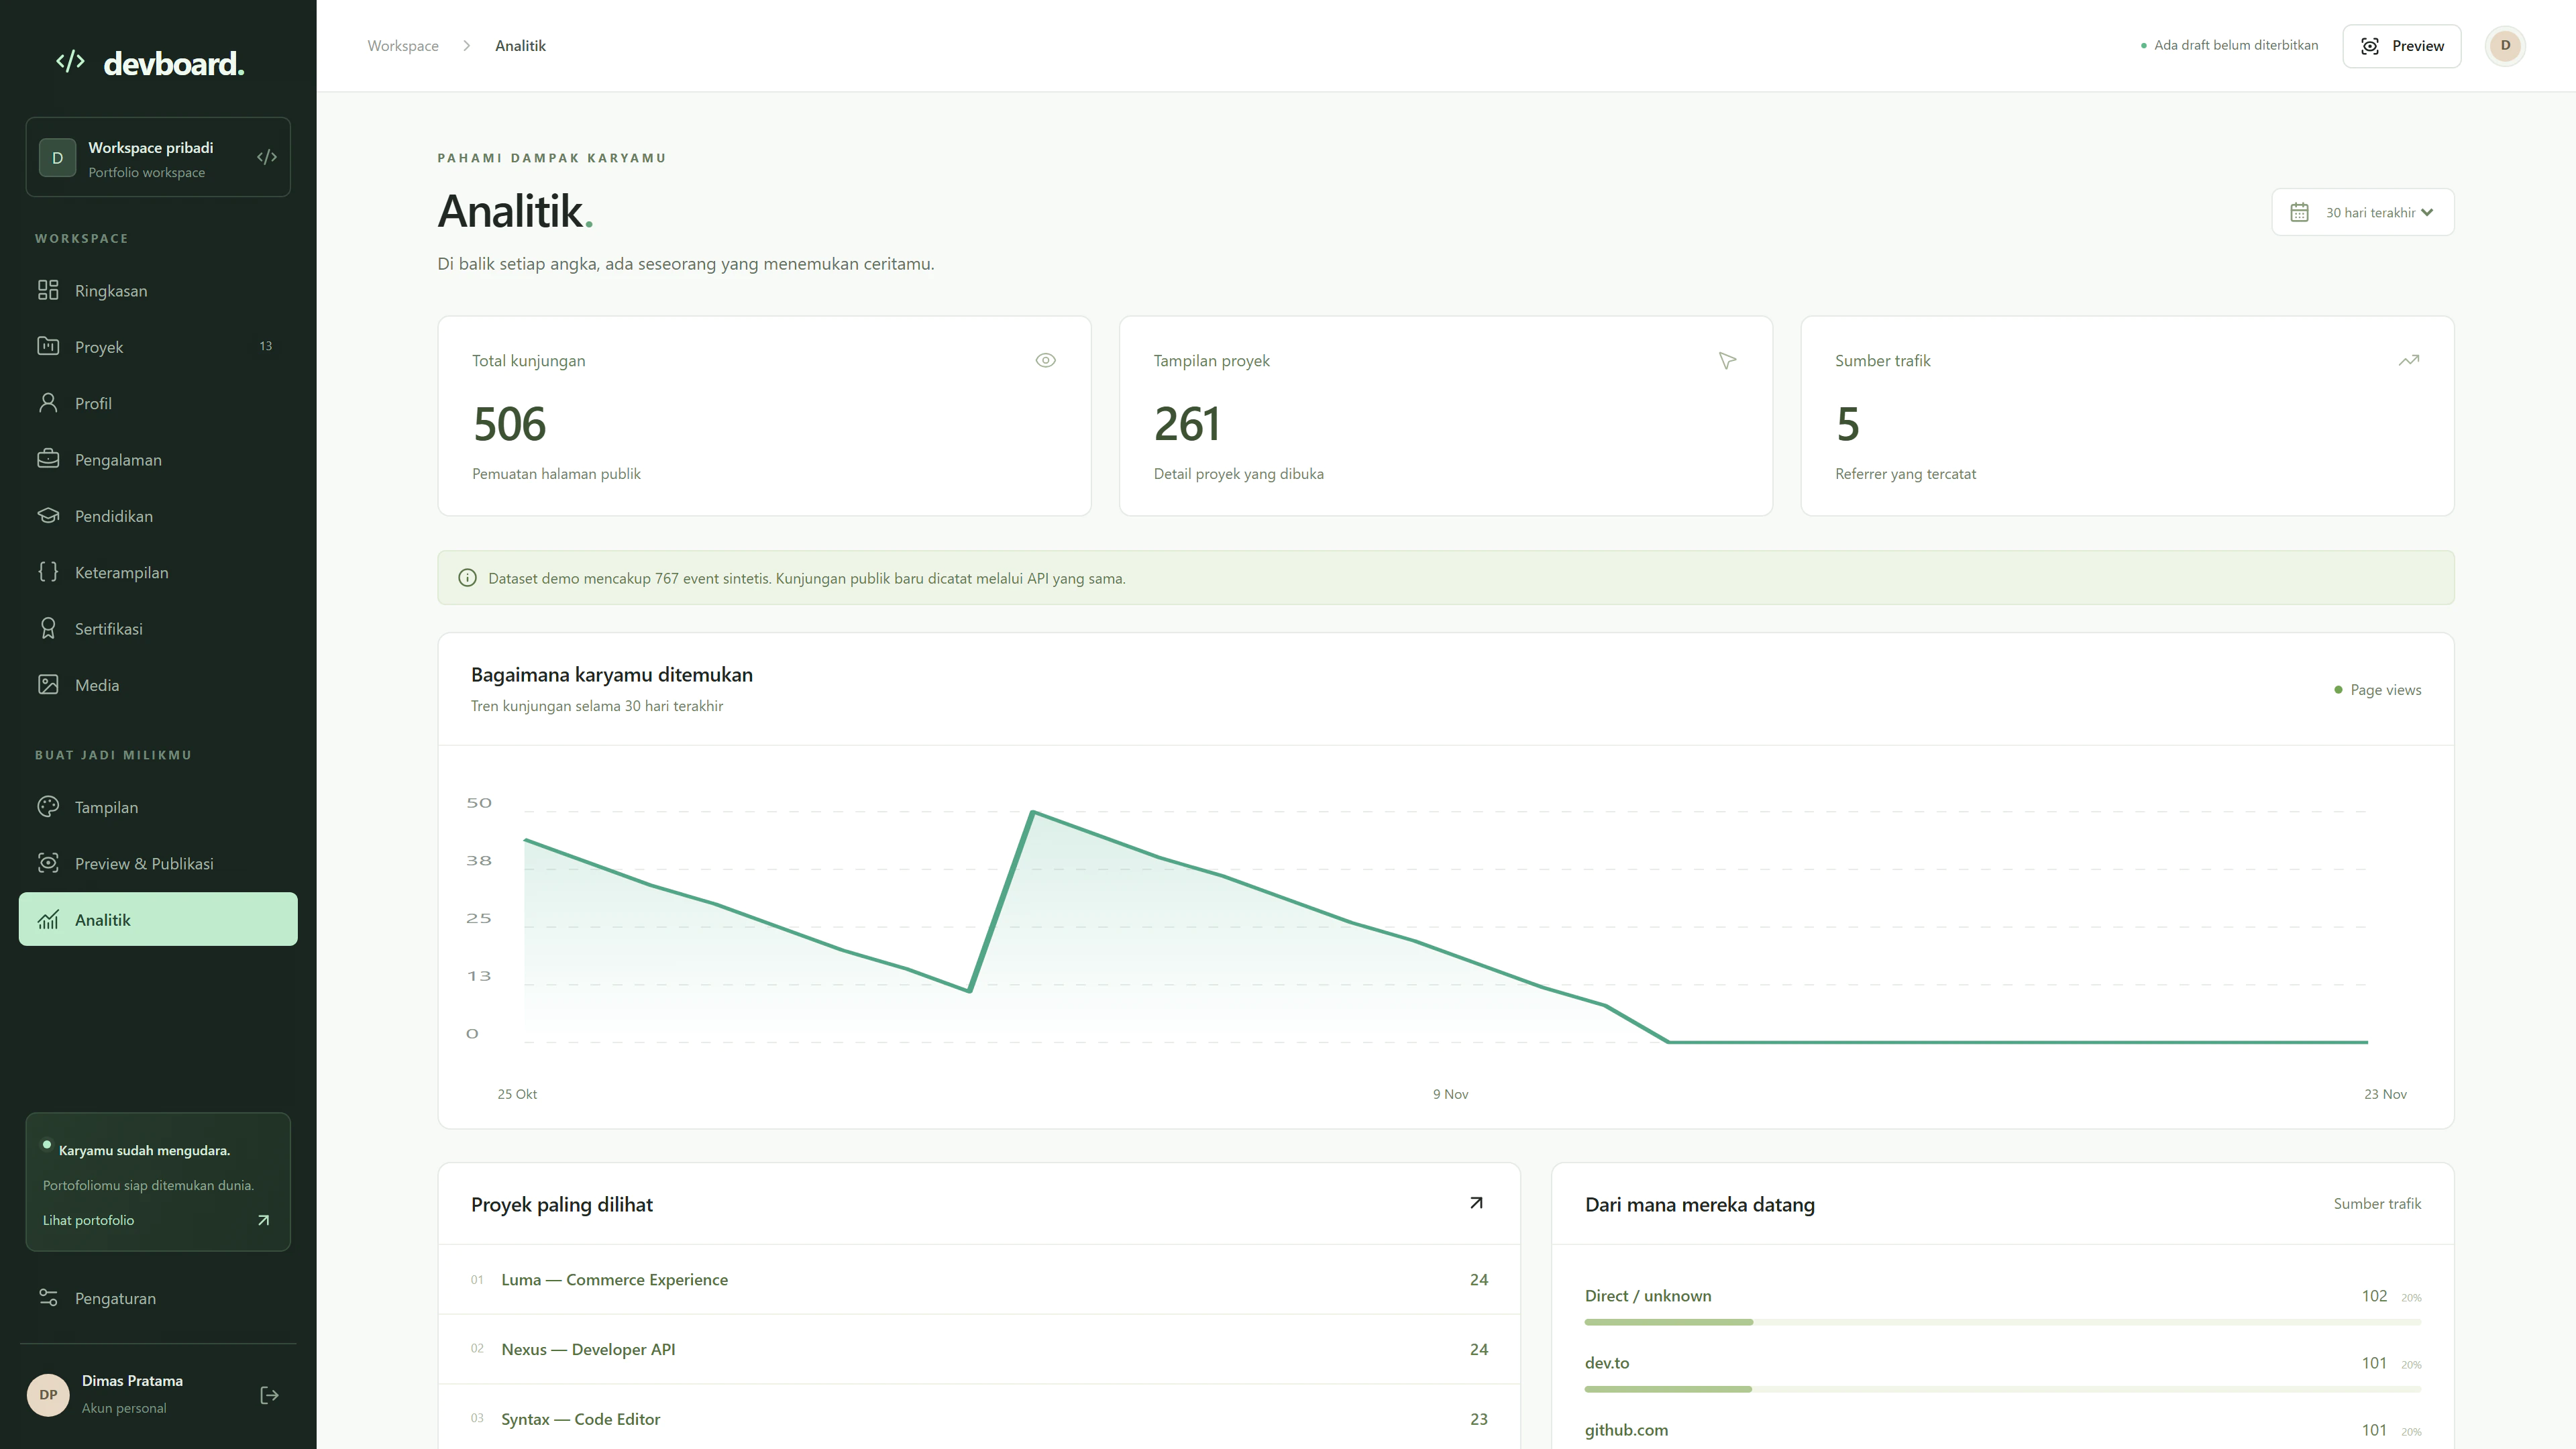 devboard.
D
Workspace pribadi
Portfolio workspace
WORKSPACE
Ringkasan
Proyek 13
Profil
Pengalaman
Pendidikan
Keterampilan
Sertifikasi
Media
BUAT JADI MILIKMU
Tampilan
Preview & Publikasi
Analitik
Karyamu sudah mengudara.
Portofoliomu siap ditemukan dunia.
Lihat portofolio
Pengaturan
DP
Dimas Pratama
Akun personal
Workspace > Analitik
Ada draft belum diterbitkan
Preview
D
PAHAMI DAMPAK KARYAMU
Analitik.
Di balik setiap angka, ada seseorang yang menemukan ceritamu.
30 hari terakhir
Total kunjungan
506
Pemuatan halaman publik
Tampilan proyek
261
Detail proyek yang dibuka
Sumber trafik
5
Referrer yang tercatat
Dataset demo mencakup 767 event sintetis. Kunjungan publik baru dicatat melalui API yang sama.
Bagaimana karyamu ditemukan
Tren kunjungan selama 30 hari terakhir
Page views
50
38
25
13
0
25 Okt
9 Nov
23 Nov
Proyek paling dilihat
01 Luma — Commerce Experience 24
02 Nexus — Developer API 24
03 Syntax — Code Editor 23
Dari mana mereka datang
Sumber trafik
Direct / unknown 102 20%
dev.to 101 20%
github.com 101 20%